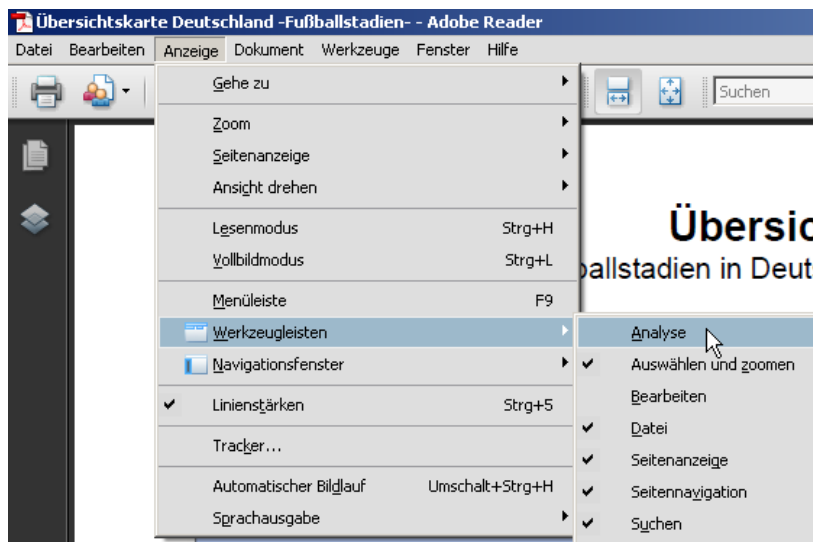 Übersichtskarte Deutschland -Fußballstadien- - Adobe Reader
Datei Bearbeiten Anzeige Dokument Werkzeuge Fenster Hilfe
Suchen
Gehe zu
Zoom
Seitenanzeige
Ansicht drehen
Lesenmodus Strg+H
Vollbildmodus Strg+L
Menüleiste F9
Werkzeugleisten
Navigationsfenster
Linienstärken Strg+5
Tracker...
Automatischer Bildlauf Umschalt+Strg+H
Sprachausgabe
Übersic
ballstadien in Deut
Analyse
Auswählen und zoomen
Bearbeiten
Datei
Seitenanzeige
Seitennavigation
Suchen